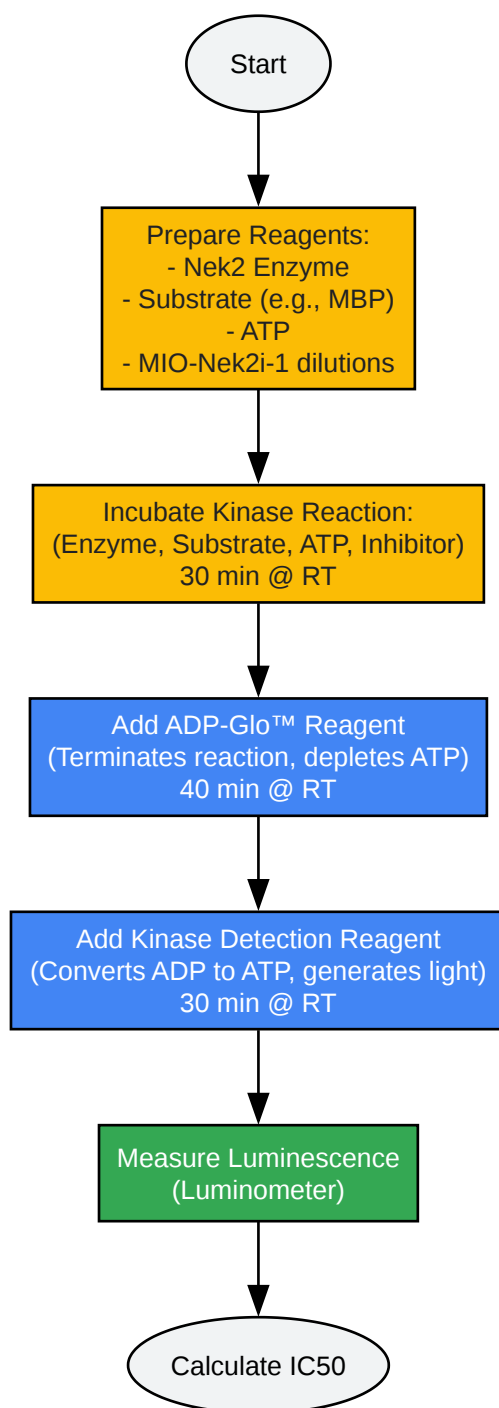 Start
Prepare Reagents:
- Nek2 Enzyme
- Substrate (e.g., MBP)
- ATP
- MIO-Nek2i-1 dilutions
Incubate Kinase Reaction:
(Enzyme, Substrate, ATP, Inhibitor)
30 min @ RT
Add ADP-Glo™ Reagent
(Terminates reaction, depletes ATP)
40 min @ RT
Add Kinase Detection Reagent
(Converts ADP to ATP, generates light)
30 min @ RT
Measure Luminescence
(Luminometer)
Calculate IC50